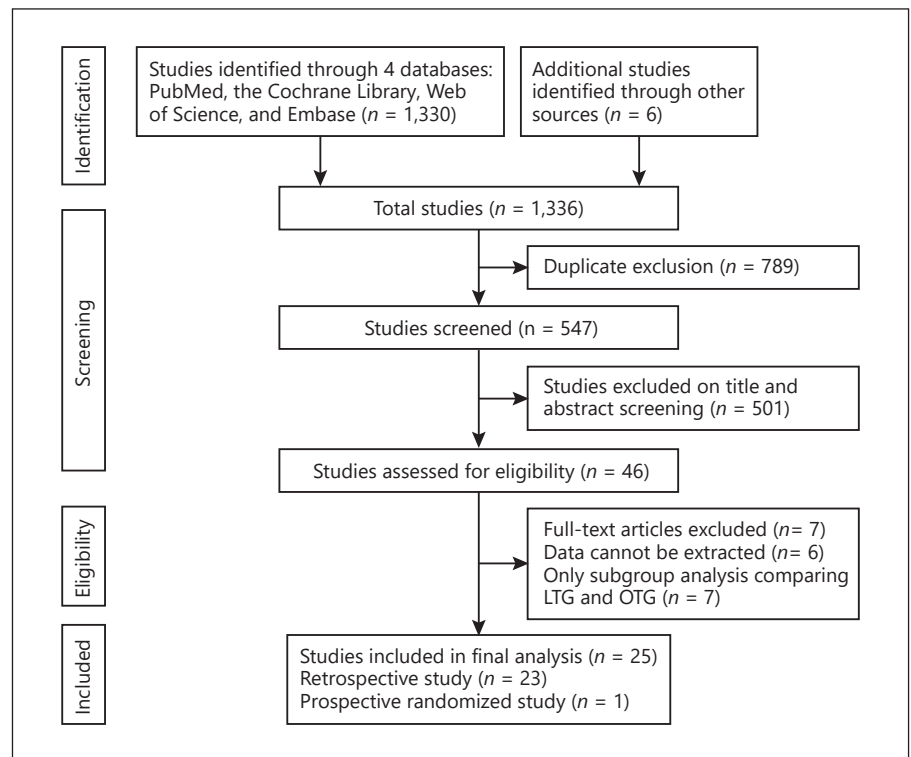 Identification
Studies identified through 4 databases:
PubMed, the Cochrane Library, Web
of Science, and Embase (n = 1,330)
Additional studies
identified through other
sources (n = 6)
Screening
Total studies (n = 1,336)
Duplicate exclusion (n = 789)
Studies screened (n = 547)
Studies excluded on title and
abstract screening (n = 501)
Studies assessed for eligibility (n = 46)
Eligibility
Full-text articles excluded (n= 7)
Data cannot be extracted (n= 6)
Only subgroup analysis comparing
LTG and OTG (n = 7)
Included
Studies included in final analysis (n = 25)
Retrospective study (n = 23)
Prospective randomized study (n = 1)